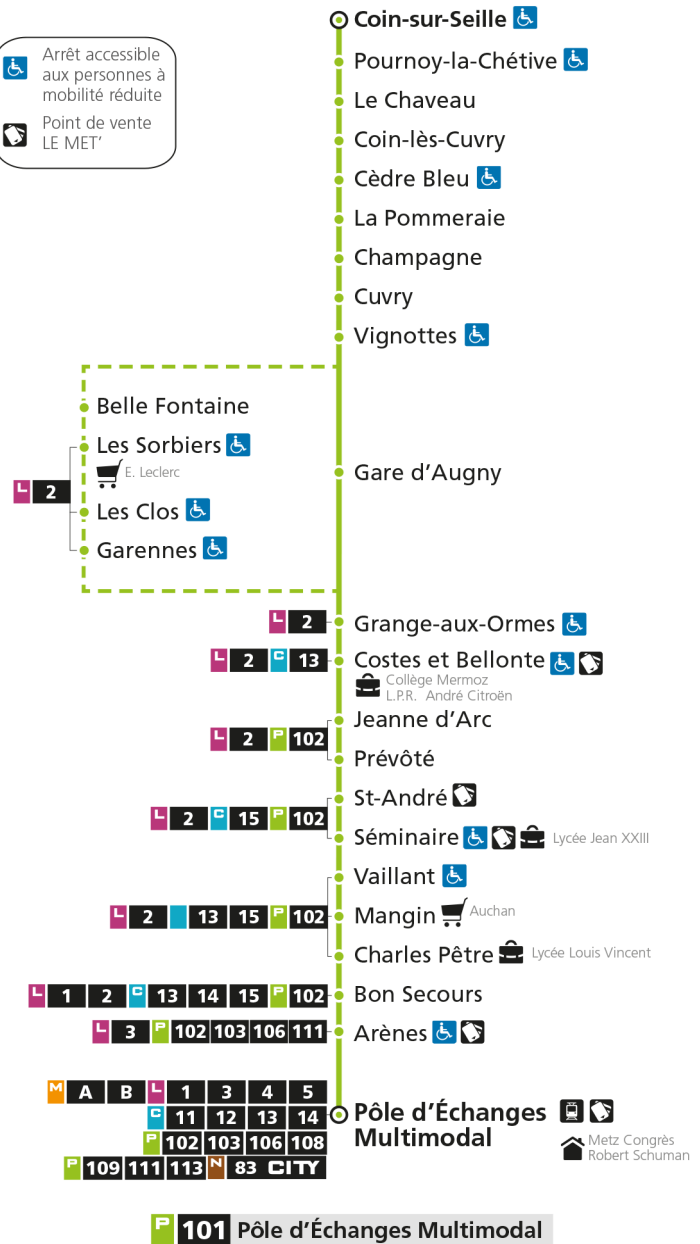 Coin-sur-Seille
Arrêt accessible
aux personnes à
mobilité réduite
Point de vente
LE MET'
Pournoy-la-Chétive
Le Chaveau
Coin-lès-Cuvry
Cèdre Bleu
La Pommeraie
Champagne
Cuvry
Vignottes
Belle Fontaine
Les Sorbiers
E. Leclerc
L 2
Les Clos
Garennes
Gare d'Augny
L 2 Grange-aux-Ormes
L 2 C 13 Costes et Bellonte
Collège Mermoz
L.P.R. André Citroën
Jeanne d'Arc
L 2 P 102
Prévôté
St-André
L 2 C 15 P 102
Séminaire Lycée Jean XXIII
Vaillant
L 2 13 15 P 102 Mangin Auchan
Charles Pêtre Lycée Louis Vincent
L 1 2 C 13 14 15 P 102 Bon Secours
L 3 P 102 103 106 111 Arènes
M A B L 1 3 4 5
C 11 12 13 14
P 102 103 106 108
P 109 111 113 N 83 CITY
Pôle d'Échanges
Multimodal
Metz Congrès
Robert Schuman
P 101 Pôle d'Échanges Multimodal